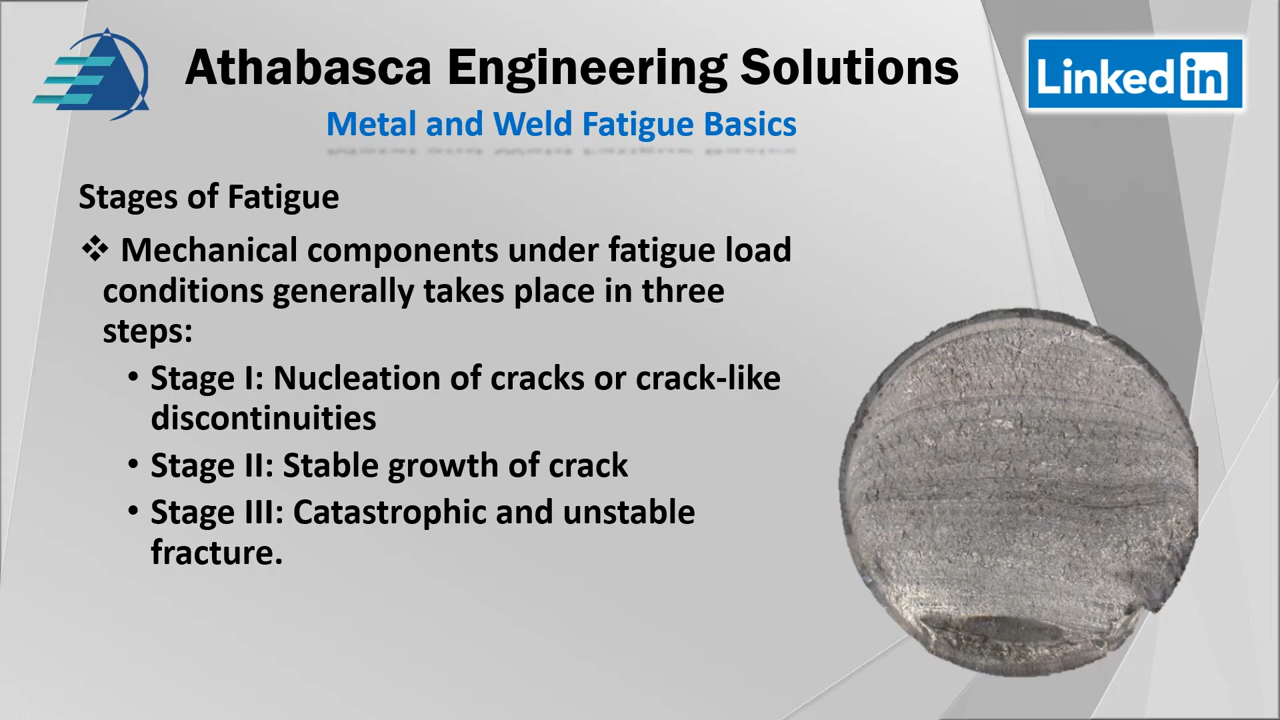 Athabasca Engineering Solutions
LinkedIn
Metal and Weld Fatigue Basics
Stages of Fatigue
❖ Mechanical components under fatigue load
conditions generally takes place in three
steps:
• Stage I: Nucleation of cracks or crack-like
discontinuities
• Stage II: Stable growth of crack
• Stage III: Catastrophic and unstable
fracture.